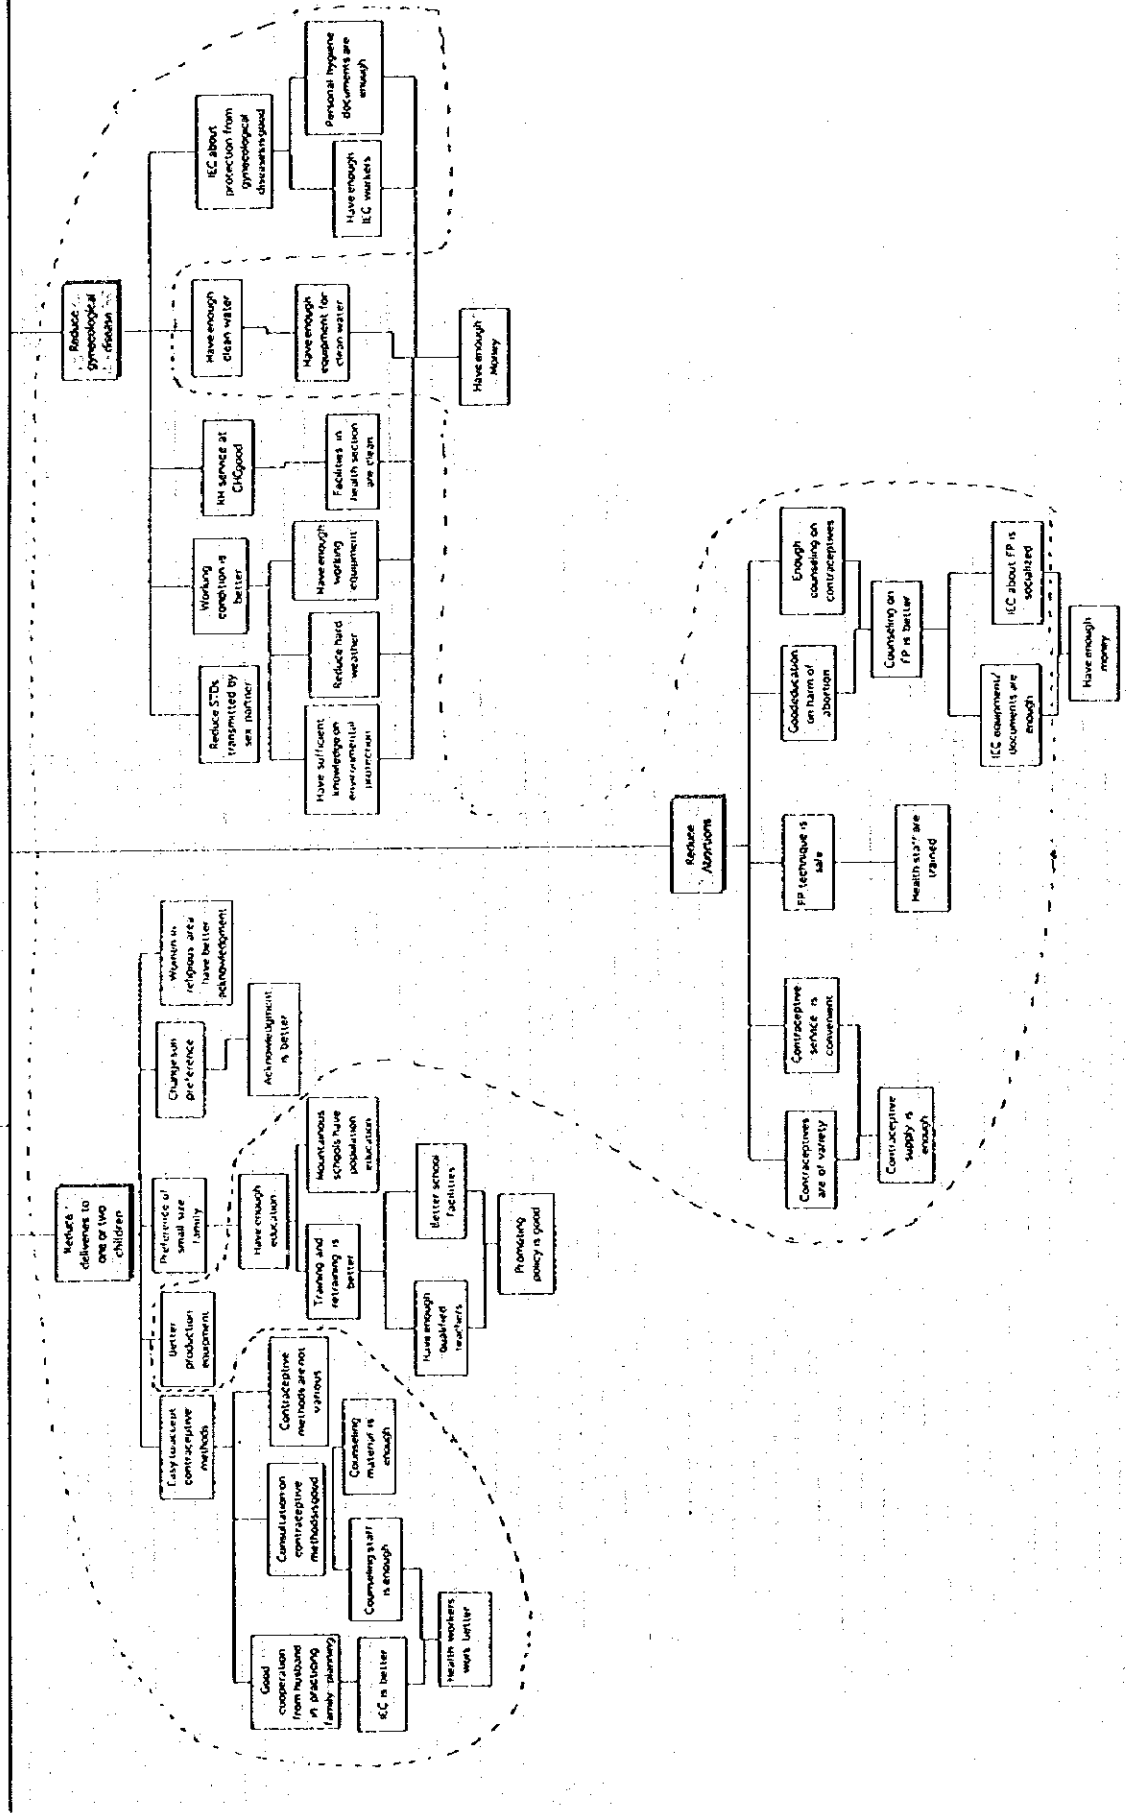 Reduce
deliveries to
one or two
children
Easy to accept
contraceptive
methods
Better
production
equipment
Preference of
small size
family
Change son
preference
Women in
religious area
have better
acknowledgment
Good
cooperation
from husband
in practicing
family planning
Consultation on
contraceptive
methods is good
Contraceptive
methods are not
various
Have enough
education
Acknowledgment
is better
IEC is better
Counseling staff
is enough
Counseling
material is
enough
Training and
retraining is
better
Mountainous
schools have
population
education
Health workers
work better
Have enough
qualified
teachers
Better school
facilities
Promoting
policy is good
Reduce
gynecological
disease
Reduce STDs
transmitted by
sex partner
Working
condition is
better
RH service at
CHC good
Have enough
clean water
IEC about
protection from
gynecological
diseases is good
Have sufficient
knowledge on
environmental
protection
Reduce hard
weather
Have enough
working
equipment
Facilities in
health section
are clean
Have enough
equipment for
clean water
Have enough
IEC workers
Personal hygiene
documents are
enough
Have enough
Money
Reduce
Abortions
Contraceptives
are of variety
Contraceptive
service is
convenient
FP technique is
safe
Good education
on harm of
abortion
Enough
counseling on
contraceptives
Contraceptive
supply is
enough
Health staff are
trained
Counseling on
FP is better
IEC equipment/
documents are
enough
IEC about FP is
socialized
Have enough
money